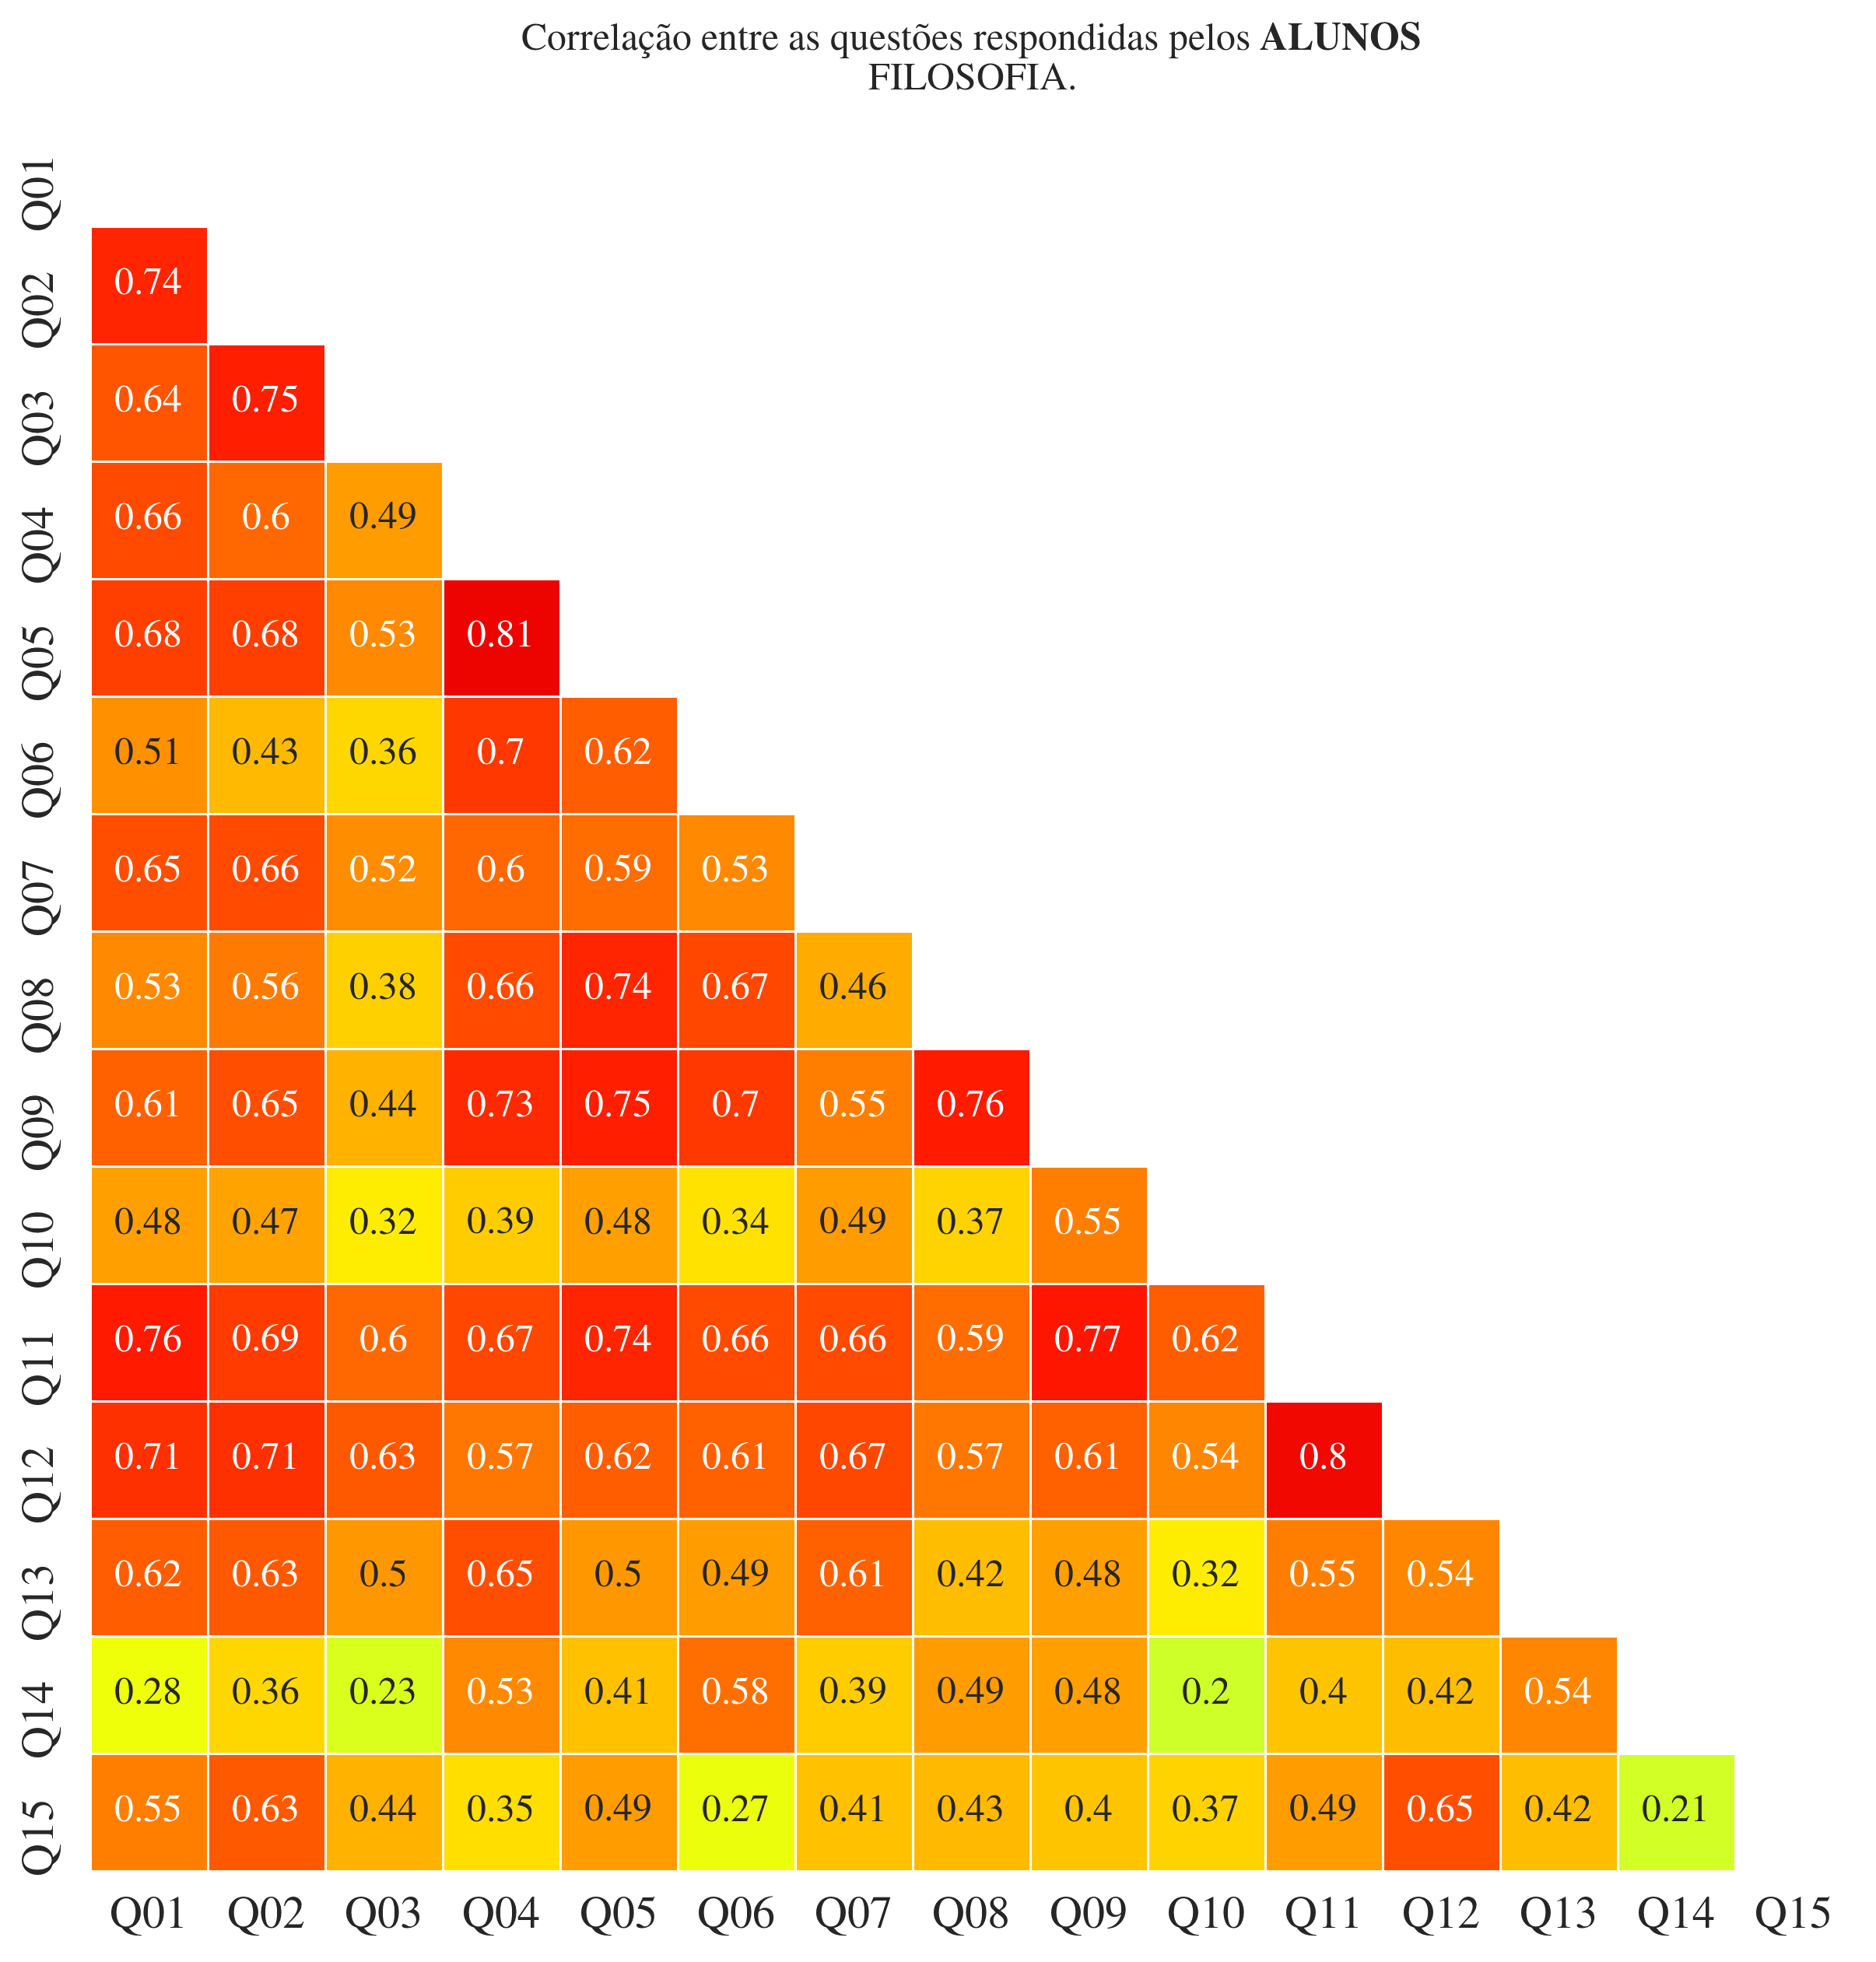 Correlação entre as questões respondidas pelos ALUNOS
FILOSOFIA.
Q01
Q02 0.74
Q03 0.64 0.75
Q04 0.66 0.6 0.49
Q05 0.68 0.68 0.53 0.81
Q06 0.51 0.43 0.36 0.7 0.62
Q07 0.65 0.66 0.52 0.6 0.59 0.53
Q08 0.53 0.56 0.38 0.66 0.74 0.67 0.46
Q09 0.61 0.65 0.44 0.73 0.75 0.7 0.55 0.76
Q10 0.48 0.47 0.32 0.39 0.48 0.34 0.49 0.37 0.55
Q11 0.76 0.69 0.6 0.67 0.74 0.66 0.66 0.59 0.77 0.62
Q12 0.71 0.71 0.63 0.57 0.62 0.61 0.67 0.57 0.61 0.54 0.8
Q13 0.62 0.63 0.5 0.65 0.5 0.49 0.61 0.42 0.48 0.32 0.55 0.54
Q14 0.28 0.36 0.23 0.53 0.41 0.58 0.39 0.49 0.48 0.2 0.4 0.42 0.54
Q15 0.55 0.63 0.44 0.35 0.49 0.27 0.41 0.43 0.4 0.37 0.49 0.65 0.42 0.21
Q01 Q02 Q03 Q04 Q05 Q06 Q07 Q08 Q09 Q10 Q11 Q12 Q13 Q14 Q15